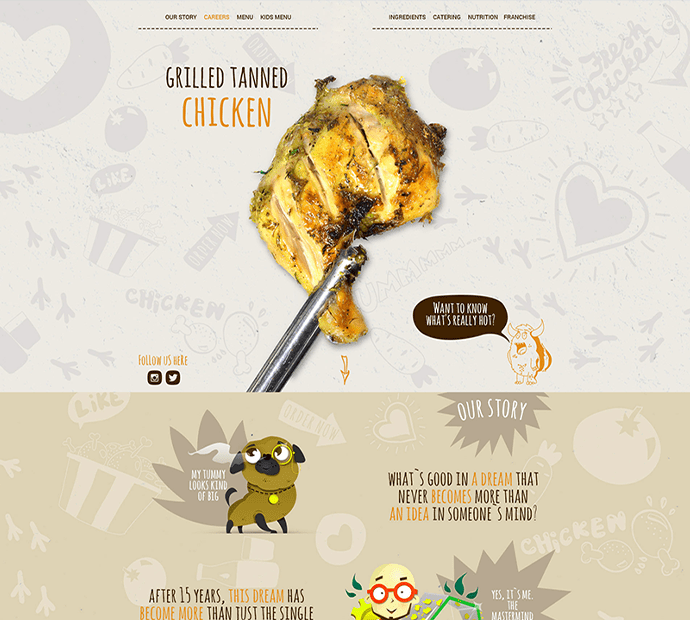 OUR STORY CAREERS MENU KIDS MENU
INGREDIENTS CATERING NUTRITION FRANCHISE
GRILLED TANNED
CHICKEN
Fresh
Chicken
LIKE
ORDER NOW
CHICKEN
UMMMMMM...
WANT TO KNOW
WHAT'S REALLY HOT?
FOLLOW US HERE
LIKE
ORDER NOW
OUR STORY
MY TUMMY
LOOKS KIND
OF BIG
WHAT`S GOOD IN A DREAM THAT
NEVER BECOMES MORE THAN
AN IDEA IN SOMEONE`S MIND?
CHICKEN
AFTER 15 YEARS, THIS DREAM HAS
BECOME MORE THAN JUST THE SINGLE
YES, IT`S ME.
THE
MASTERMIND